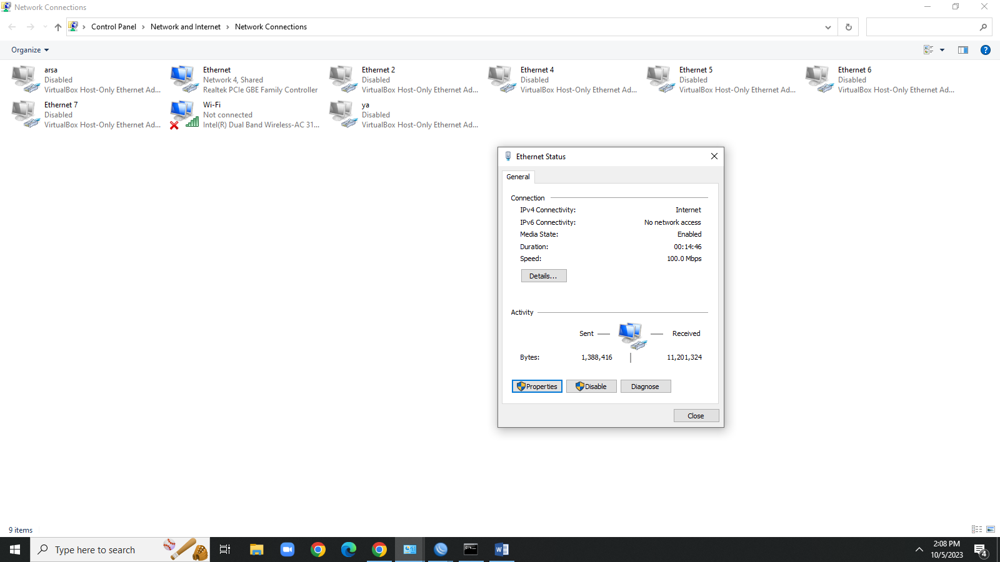 Network Connections
Control Panel > Network and Internet > Network Connections
Organize
arsa
Disabled
VirtualBox Host-Only Ethernet Ad...
Ethernet
Network 4, Shared
Realtek PCIe GBE Family Controller
Ethernet 2
Disabled
VirtualBox Host-Only Ethernet Ad...
Ethernet 4
Disabled
VirtualBox Host-Only Ethernet Ad...
Ethernet 5
Disabled
VirtualBox Host-Only Ethernet Ad...
Ethernet 6
Disabled
VirtualBox Host-Only Ethernet Ad...
Ethernet 7
Disabled
VirtualBox Host-Only Ethernet Ad...
Wi-Fi
Not connected
Intel(R) Dual Band Wireless-AC 31...
ya
Disabled
VirtualBox Host-Only Ethernet Ad...
Ethernet Status
General
Connection
IPv4 Connectivity: Internet
IPv6 Connectivity: No network access
Media State: Enabled
Duration: 00:14:46
Speed: 100.0 Mbps
Details...
Activity
Sent — Received
Bytes: 1,388,416 | 11,201,324
Properties Disable Diagnose
Close
9 items
Type here to search
2:08 PM
10/5/2023
4